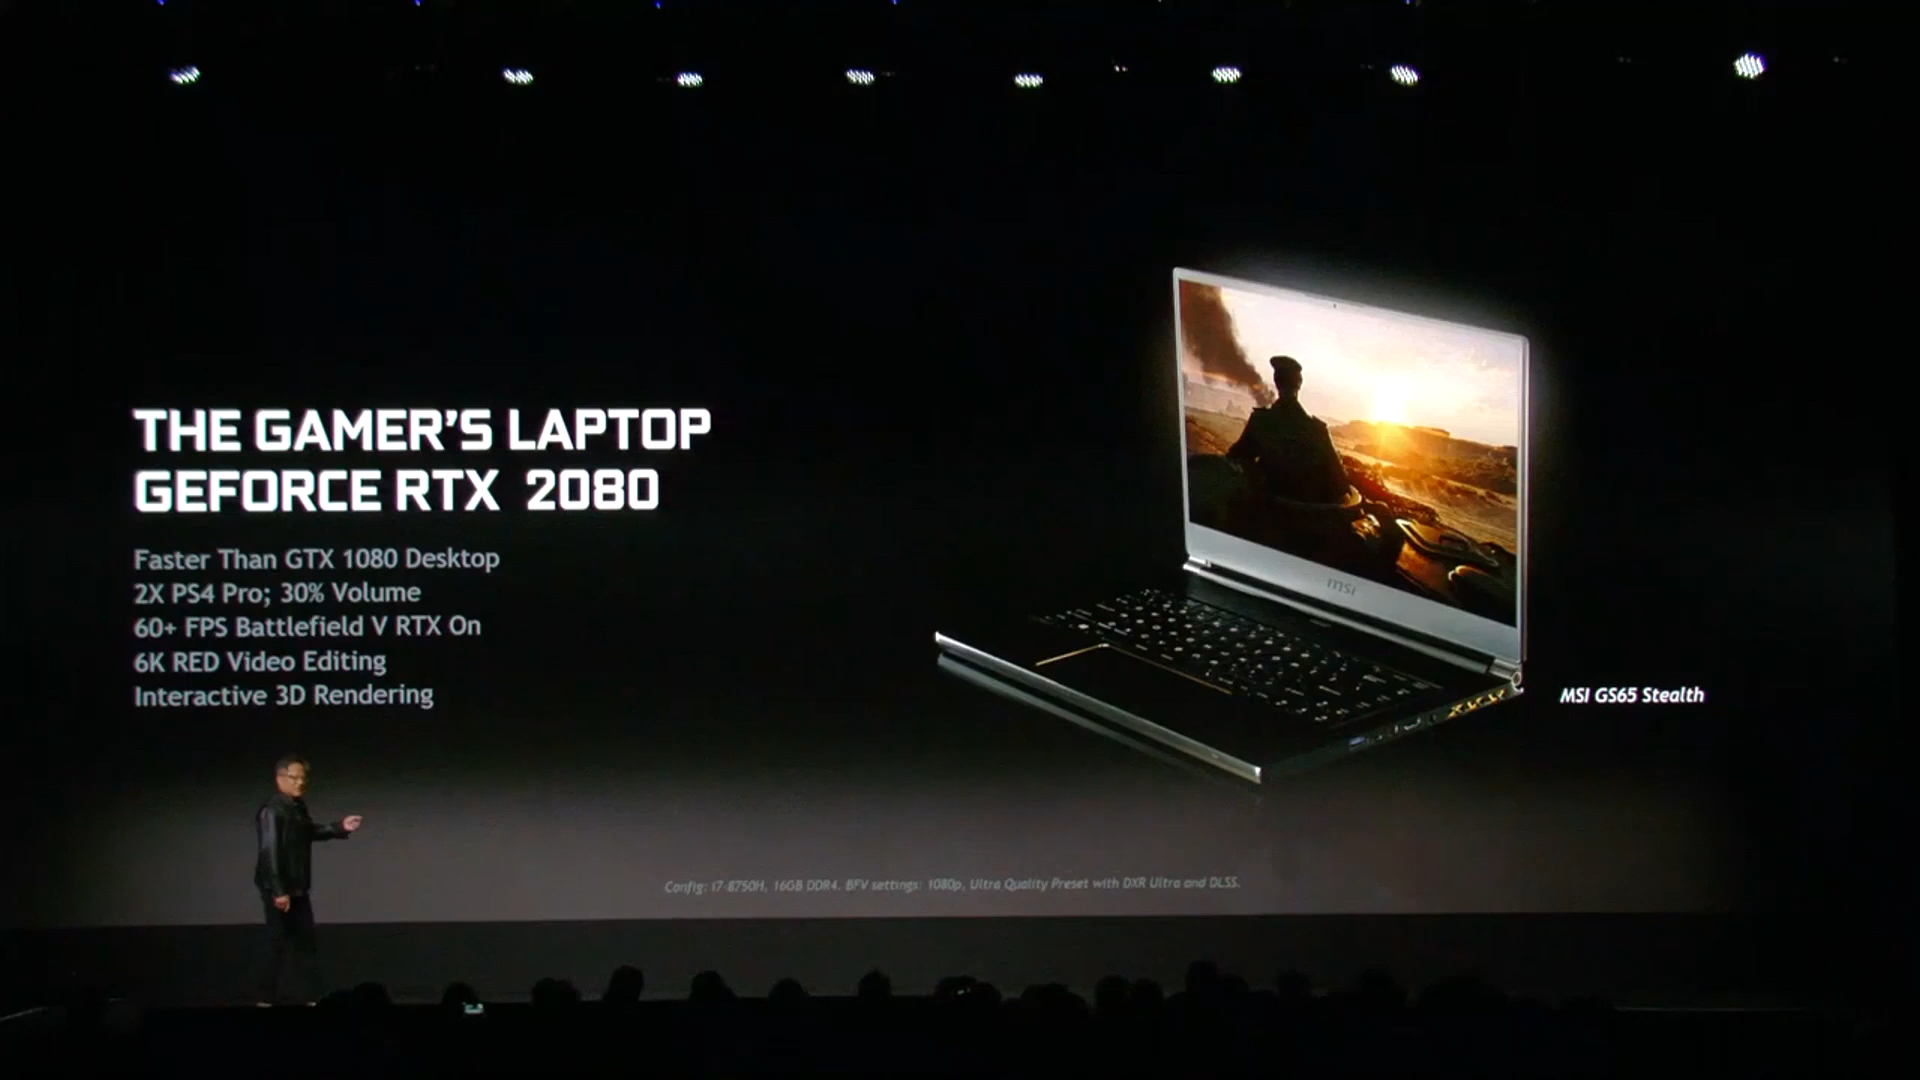 THE GAMER'S LAPTOP
GEFORCE RTX 2080
Faster Than GTX 1080 Desktop
2X PS4 Pro; 30% Volume
60+ FPS Battlefield V RTX On
6K RED Video Editing
Interactive 3D Rendering
msi
MSI GS65 Stealth
Config: i7-8750H, 16GB DDR4. BFV settings: 1080p, Ultra Quality Preset with DXR Ultra and DLSS.